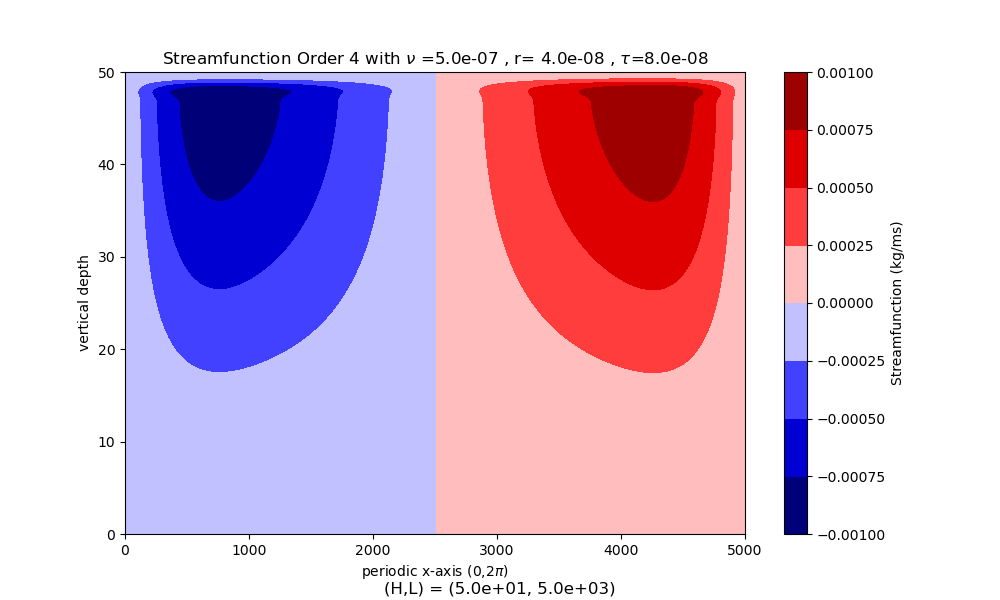 Streamfunction Order 4 with ν =5.0e-07 , r= 4.0e-08 , τ=8.0e-08
50
40
30
20
10
0
vertical depth
0 1000 2000 3000 4000 5000
periodic x-axis (0,2π)
(H,L) = (5.0e+01, 5.0e+03)
0.00100
0.00075
0.00050
0.00025
0.00000
−0.00025
−0.00050
−0.00075
−0.00100
Streamfunction (kg/ms)